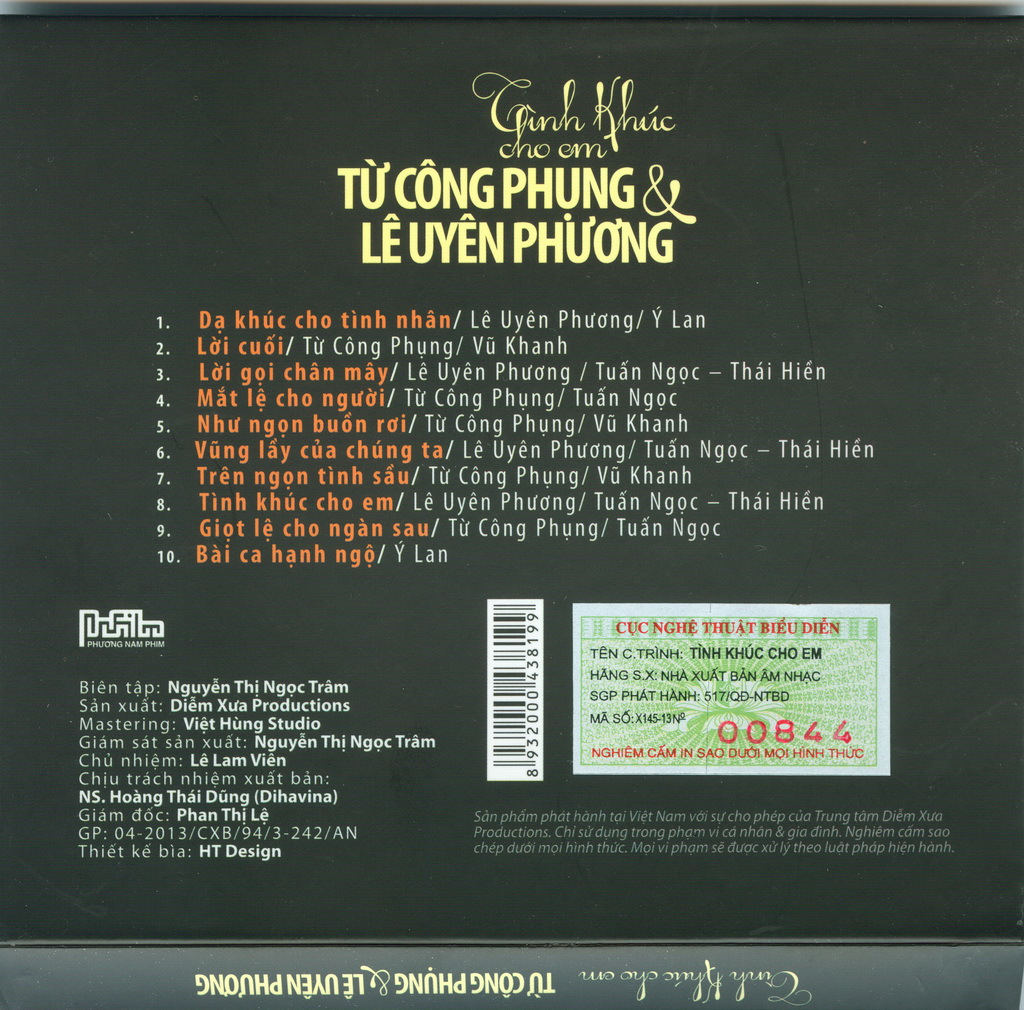 Tình Khúc
cho em
TỪ CÔNG PHỤNG &
LÊ UYÊN PHƯƠNG
1. Dạ khúc cho tình nhân/ Lê Uyên Phương/ Ý Lan
2. Lời cuối/ Từ Công Phụng/ Vũ Khanh
3. Lời gọi chân mây/ Lê Uyên Phương / Tuấn Ngọc – Thái Hiền
4. Mắt lệ cho người/ Từ Công Phụng/ Tuấn Ngọc
5. Như ngọn buồn rơi/ Từ Công Phụng/ Vũ Khanh
6. Vũng lầy của chúng ta/ Lê Uyên Phương/ Tuấn Ngọc – Thái Hiền
7. Trên ngọn tình sầu/ Từ Công Phụng/ Vũ Khanh
8. Tình khúc cho em/ Lê Uyên Phương/ Tuấn Ngọc – Thái Hiền
9. Giọt lệ cho ngàn sau/ Từ Công Phụng/ Tuấn Ngọc
10. Bài ca hạnh ngộ/ Ý Lan
PHƯƠNG NAM PHIM
Biên tập: Nguyễn Thị Ngọc Trâm
Sản xuất: Diễm Xưa Productions
Mastering: Việt Hùng Studio
Giám sát sản xuất: Nguyễn Thị Ngọc Trâm
Chủ nhiệm: Lê Lam Viên
Chịu trách nhiệm xuất bản:
NS. Hoàng Thái Dũng (Dihavina)
Giám đốc: Phan Thị Lệ
GP: 04-2013/CXB/94/3-242/AN
Thiết kế bìa: HT Design
8932000438199
CỤC NGHỆ THUẬT BIỂU DIỄN
TÊN C.TRÌNH: TÌNH KHÚC CHO EM
HÃNG S.X: NHÀ XUẤT BẢN ÂM NHẠC
SGP PHÁT HÀNH: 517/QĐ-NTBD
MÃ SỐ: X145-13Nº
00844
NGHIÊM CẤM IN SAO DƯỚI MỌI HÌNH THỨC
Sản phẩm phát hành tại Việt Nam với sự cho phép của Trung tâm Diễm Xưa
Productions. Chỉ sử dụng trong phạm vi cá nhân & gia đình. Nghiêm cấm sao
chép dưới mọi hình thức. Mọi vi phạm sẽ được xử lý theo luật pháp hiện hành.
Tình Khúc cho em TỪ CÔNG PHỤNG & LÊ UYÊN PHƯƠNG